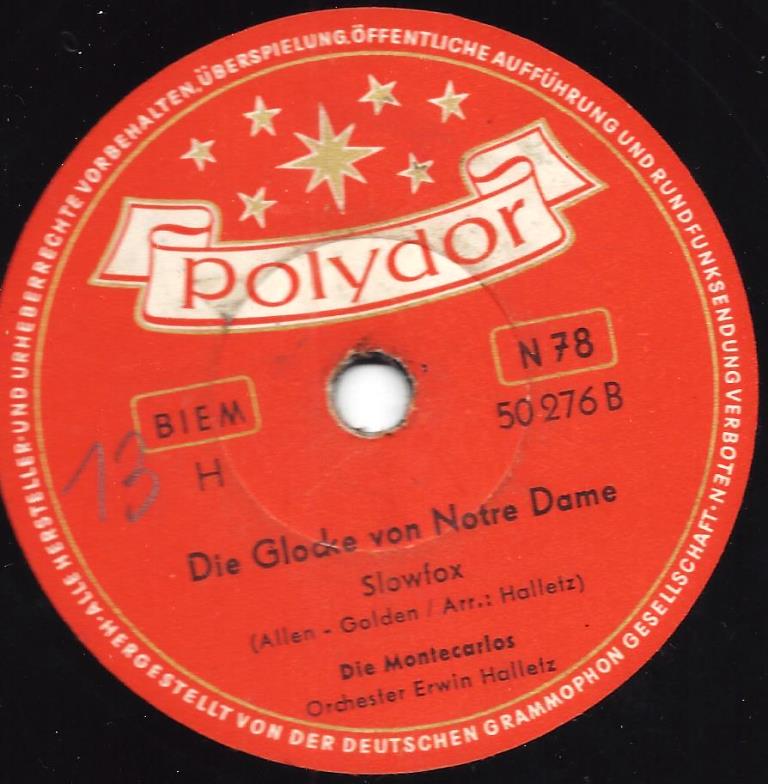 ALLE HERSTELLER-UND URHEBERRECHTE VORBEHALTEN, ÜBERSPIELUNG. ÖFFENTLICHE AUFFÜHRUNG UND RUNDFUNKSENDUNG VERBOTEN · HERGESTELLT VON DER DEUTSCHEN GRAMMOPHON GESELLSCHAFT ·
polydor
N 78
BIEM
50 276 B
H
13
Die Glocke von Notre Dame
Slowfox
(Allen - Golden / Arr.: Halletz)
Die Montecarlos
Orchester Erwin Halletz